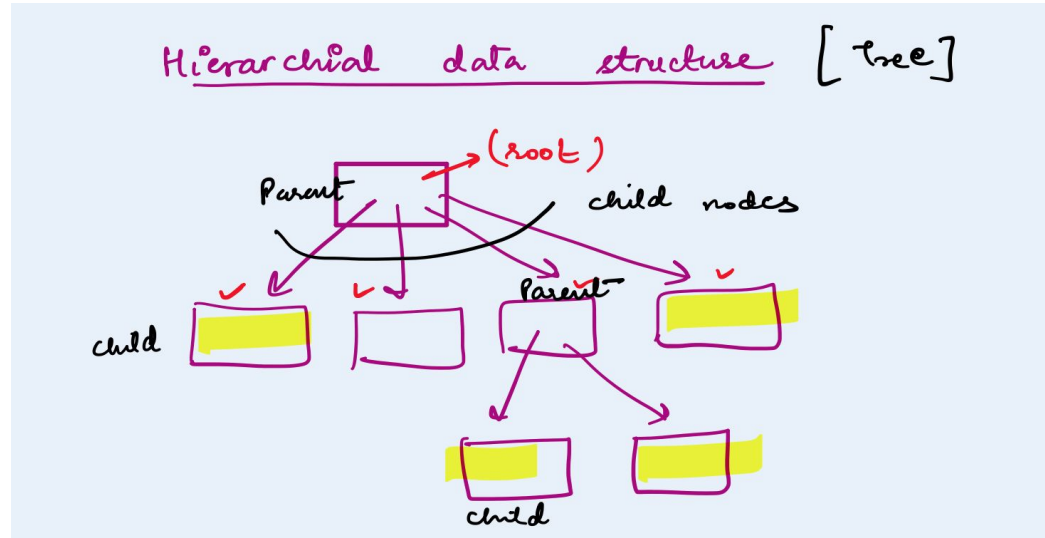 Hierarchial data structure [Tree]
(root)
Parent
child nodes
Parent
child
child